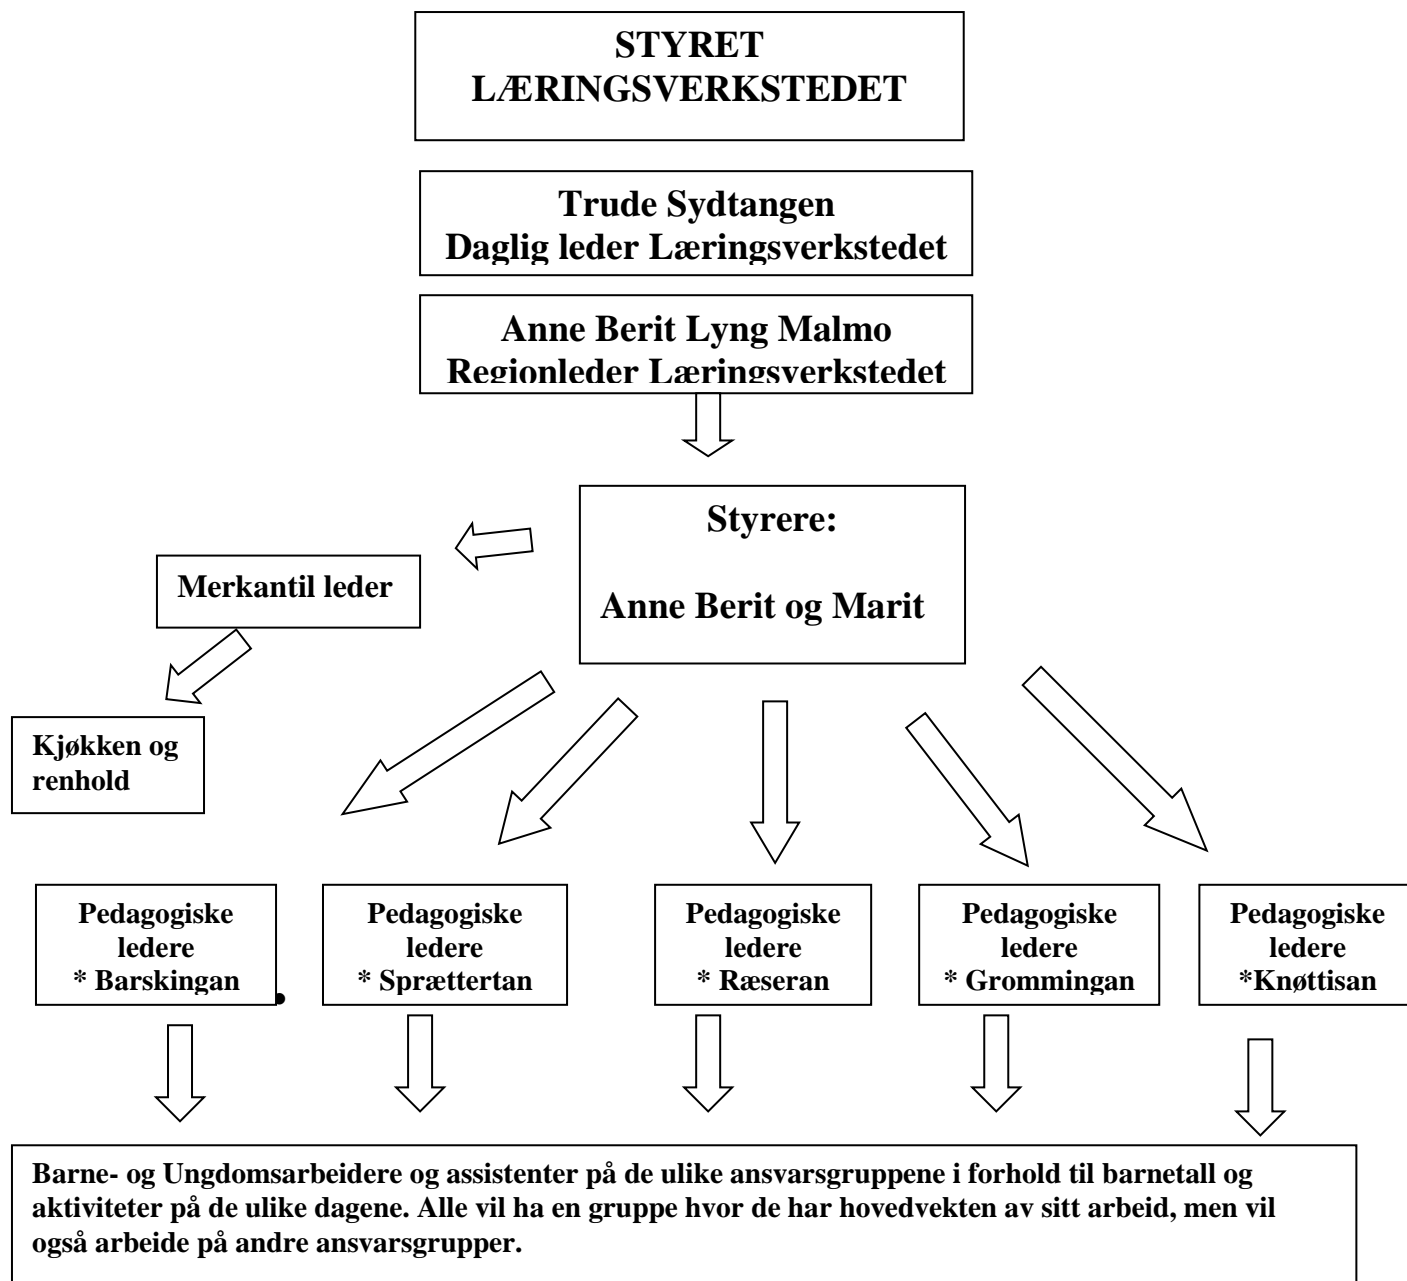 STYRET
LÆRINGSVERKSTEDET
Trude Sydtangen
Daglig leder Læringsverkstedet
Anne Berit Lyng Malmo
Regionleder Læringsverkstedet
Styrere:
Anne Berit og Marit
Merkantil leder
Kjøkken og
renhold
Pedagogiske
ledere
* Barskingan
Pedagogiske
ledere
* Sprættertan
Pedagogiske
ledere
* Ræseran
Pedagogiske
ledere
* Grommingan
Pedagogiske
ledere
*Knøttisan
Barne- og Ungdomsarbeidere og assistenter på de ulike ansvarsgruppene i forhold til barnetall og
aktiviteter på de ulike dagene. Alle vil ha en gruppe hvor de har hovedvekten av sitt arbeid, men vil
også arbeide på andre ansvarsgrupper.